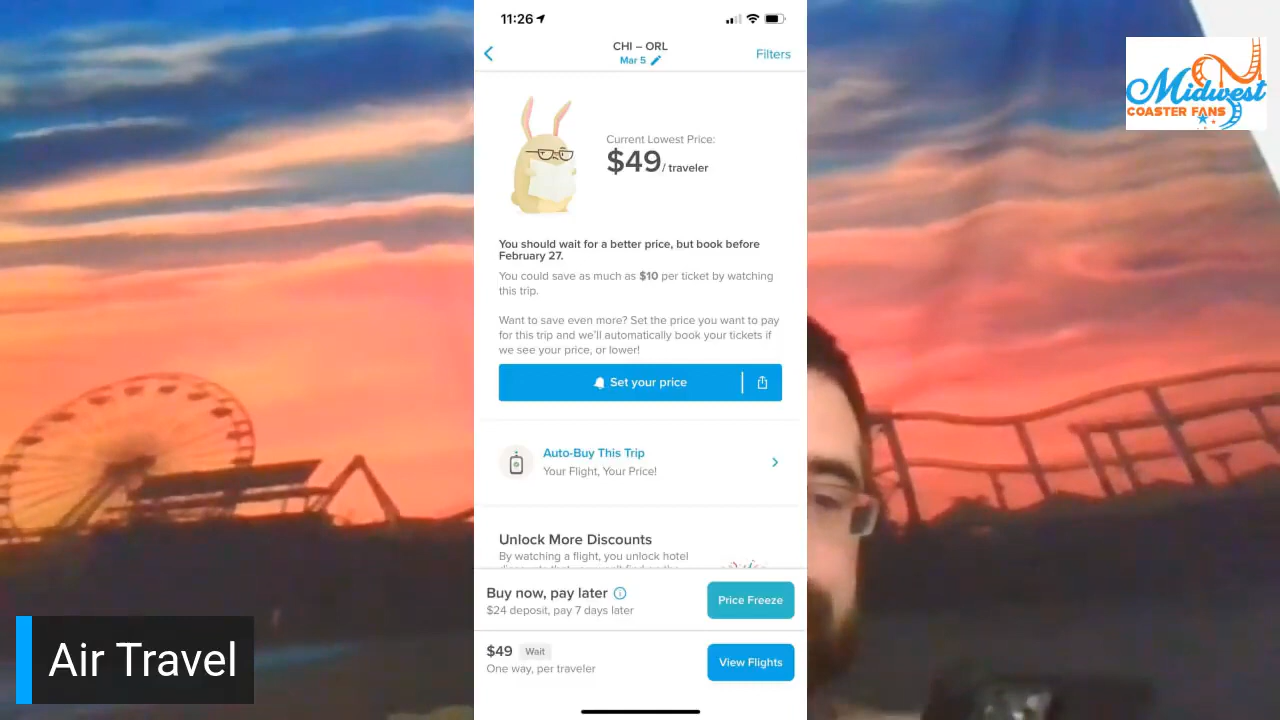 11:26
CHI – ORL
Mar 5
Filters
Midwest
COASTER FANS
Current Lowest Price:
$49 / traveler
You should wait for a better price, but book before
February 27.
You could save as much as $10 per ticket by watching
this trip.
Want to save even more? Set the price you want to pay
for this trip and we'll automatically book your tickets if
we see your price, or lower!
Set your price
Auto-Buy This Trip
Your Flight, Your Price!
Unlock More Discounts
By watching a flight, you unlock hotel
Buy now, pay later
$24 deposit, pay 7 days later
Price Freeze
$49 Wait
One way, per traveler
View Flights
Air Travel